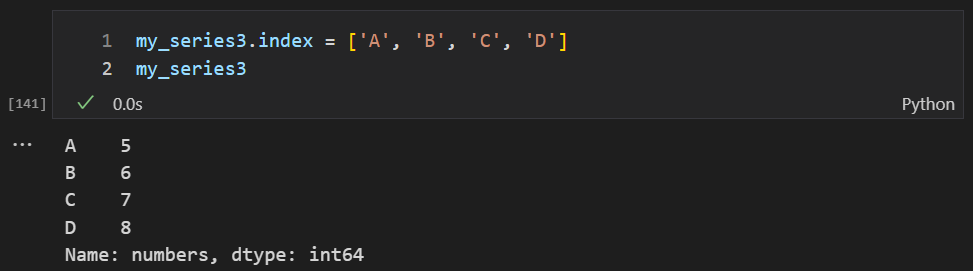 1 my_series3.index = ['A', 'B', 'C', 'D']
2 my_series3
[141] ✓ 0.0s Python
... A 5
B 6
C 7
D 8
Name: numbers, dtype: int64